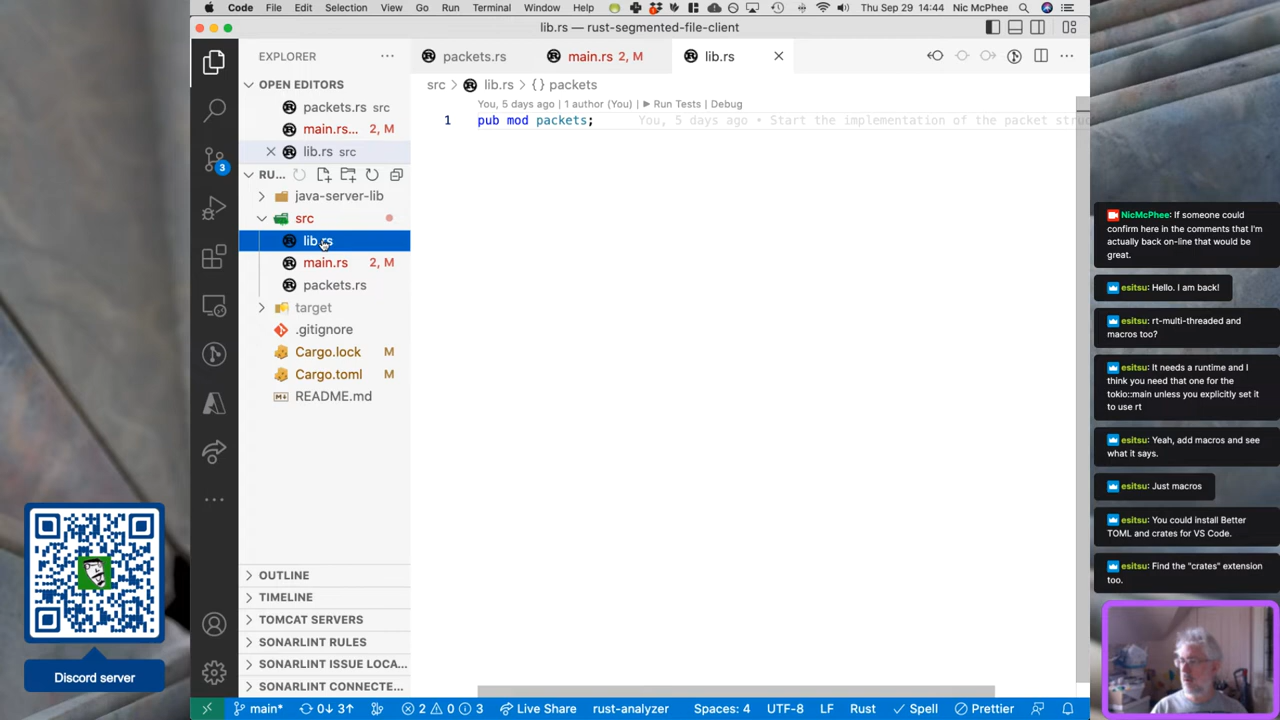 Code File Edit Selection View Go Run Terminal Window Help Thu Sep 29 14:44 Nic McPhee
lib.rs — rust-segmented-file-client
EXPLORER
packets.rs
main.rs 2, M
lib.rs
OPEN EDITORS
src > lib.rs > {} packets
packets.rs src
You, 5 days ago | 1 author (You) | ▶ Run Tests | Debug
main.rs... 2, M
1 pub mod packets; You, 5 days ago • Start the implementation of the packet struc
lib.rs src
RU...
java-server-lib
src
lib.rs
main.rs 2, M
packets.rs
target
.gitignore
Cargo.lock M
Cargo.toml M
README.md
3
OUTLINE
TIMELINE
TOMCAT SERVERS
SONARLINT RULES
SONARLINT ISSUE LOCA...
SONARLINT CONNECTE...
main* 0↓ 3↑ 2 0 3 Live Share rust-analyzer Spaces: 4 UTF-8 LF Rust Spell Prettier
Discord server
NicMcPhee: If someone could
confirm here in the comments that I'm
actually back on-line that would be
great.
esitsu: Hello. I am back!
esitsu: rt-multi-threaded and
macros too?
esitsu: It needs a runtime and I
think you need that one for the
tokio::main unless you explicitly set it
to use rt
esitsu: Yeah, add macros and see
what it says.
esitsu: Just macros
esitsu: You could install Better
TOML and crates for VS Code.
esitsu: Find the "crates" extension
too.